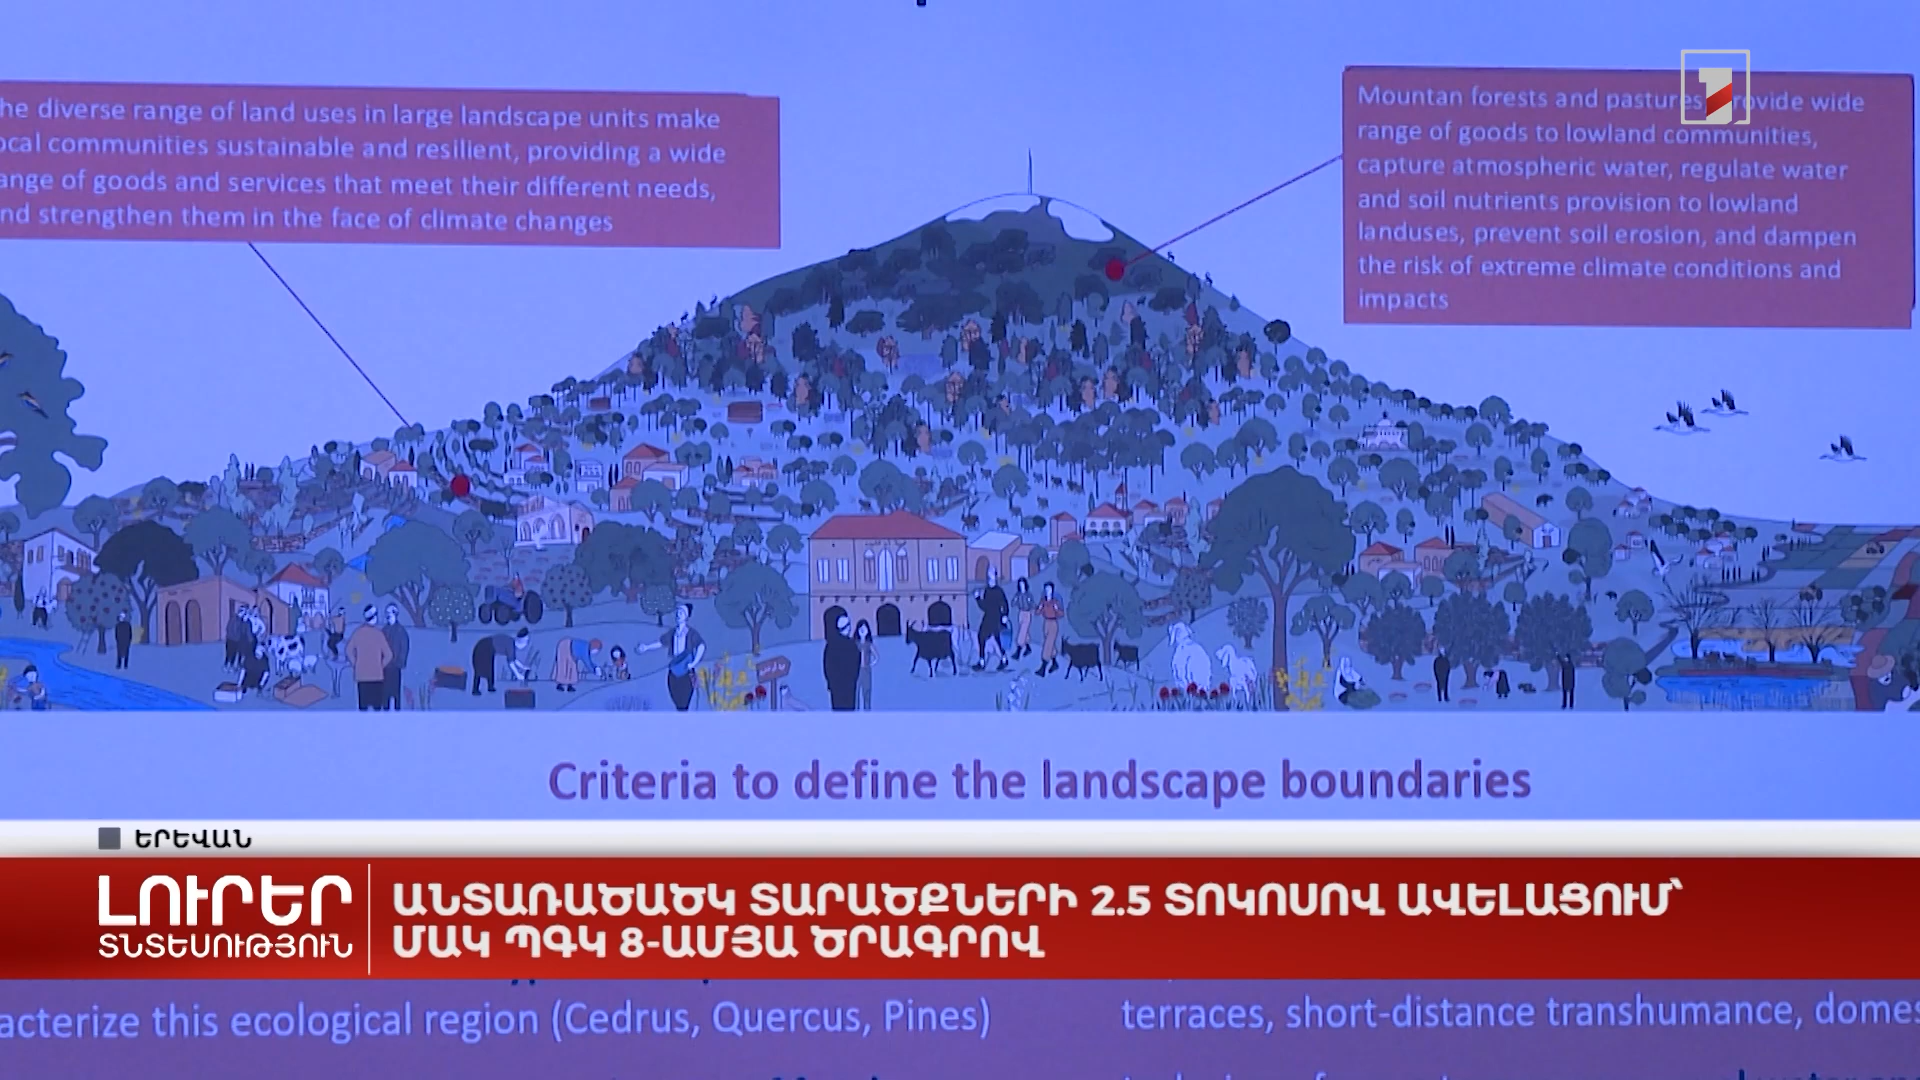 he diverse range of land uses in large landscape units make
ocal communities sustainable and resilient, providing a wide
ange of goods and services that meet their different needs,
nd strengthen them in the face of climate changes
Mountan forests and pastures provide wide
range of goods to lowland communities,
capture atmospheric water, regulate water
and soil nutrients provision to lowland
landuses, prevent soil erosion, and dampen
the risk of extreme climate conditions and
impacts
Criteria to define the landscape boundaries
ԵՐԵՎԱՆ
ԼՈՒՐԵՐ
ՏՆՏԵՍՈՒԹՅՈՒՆ
ԱՆՏԱՌԱԾԱԾԿ ՏԱՐԱԾՔՆԵՐԻ 2.5 ՏՈԿՈՍՈՎ ԱՎԵԼԱՑՈՒՄ՝
ՄԱԿ ՊԳԿ 8-ԱՄՅԱ ԾՐԱԳՐՈՎ
acterize this ecological region (Cedrus, Quercus, Pines)
terraces, short-distance transhumance, domes